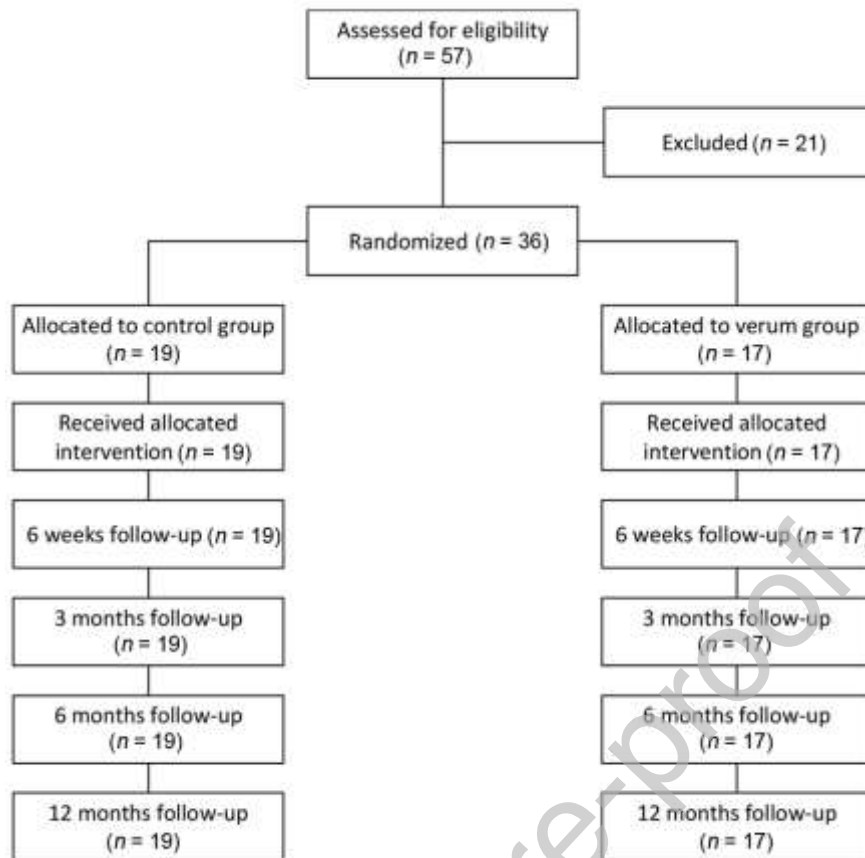 Assessed for eligibility
(n = 57)
Excluded (n = 21)
Randomized (n = 36)
Allocated to control group
(n = 19)
Allocated to verum group
(n = 17)
Received allocated
intervention (n = 19)
Received allocated
intervention (n = 17)
6 weeks follow-up (n = 19)
6 weeks follow-up (n = 17)
3 months follow-up
(n = 19)
3 months follow-up
(n = 17)
6 months follow-up
(n = 19)
6 months follow-up
(n = 17)
12 months follow-up
(n = 19)
12 months follow-up
(n = 17)
re-proof